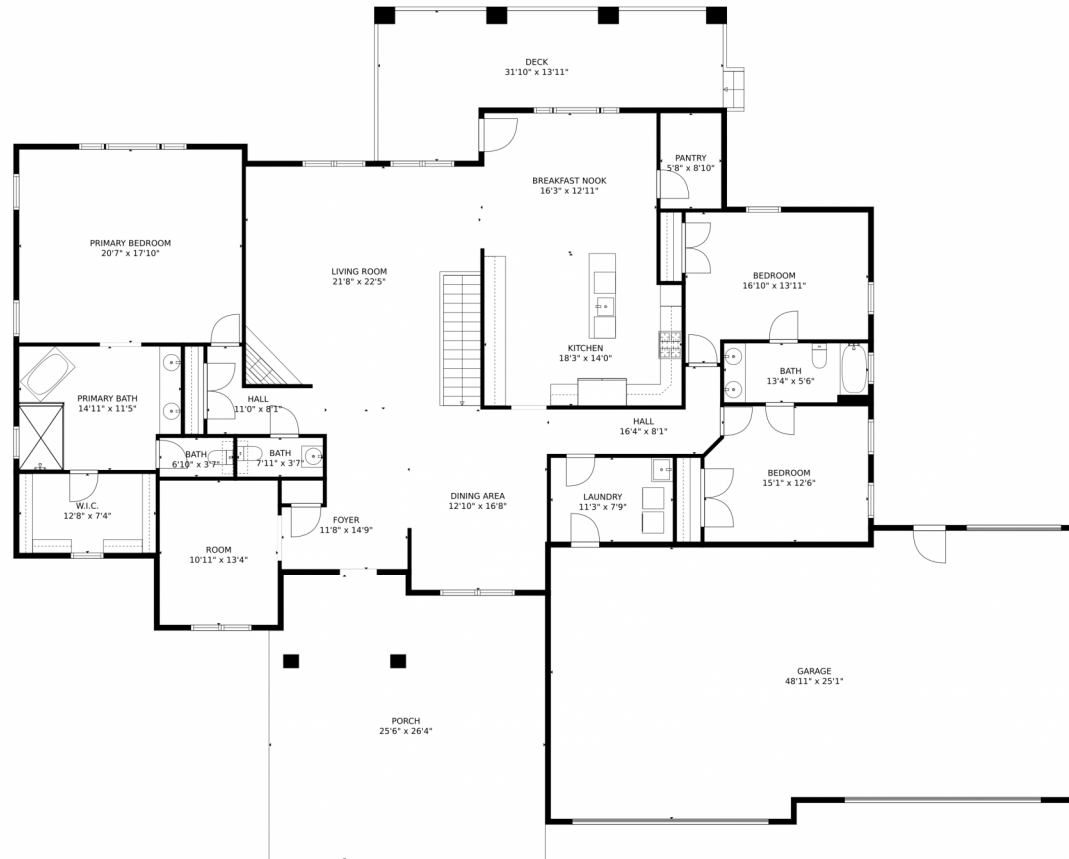 DECK
31'10" x 13'11"
PANTRY
5'8" x 8'10"
BREAKFAST NOOK
16'3" x 12'11"
PRIMARY BEDROOM
20'7" x 17'10"
LIVING ROOM
21'8" x 22'5"
BEDROOM
16'10" x 13'11"
KITCHEN
18'3" x 14'0"
BATH
13'4" x 5'6"
PRIMARY BATH
14'11" x 11'5"
HALL
11'0" x 8'1"
HALL
16'4" x 8'1"
BATH
6'10" x 3'7"
BATH
7'11" x 3'7"
BEDROOM
15'1" x 12'6"
DINING AREA
12'10" x 16'8"
LAUNDRY
11'3" x 7'9"
W.I.C.
12'8" x 7'4"
FOYER
11'8" x 14'9"
ROOM
10'11" x 13'4"
GARAGE
48'11" x 25'1"
PORCH
25'6" x 26'4"